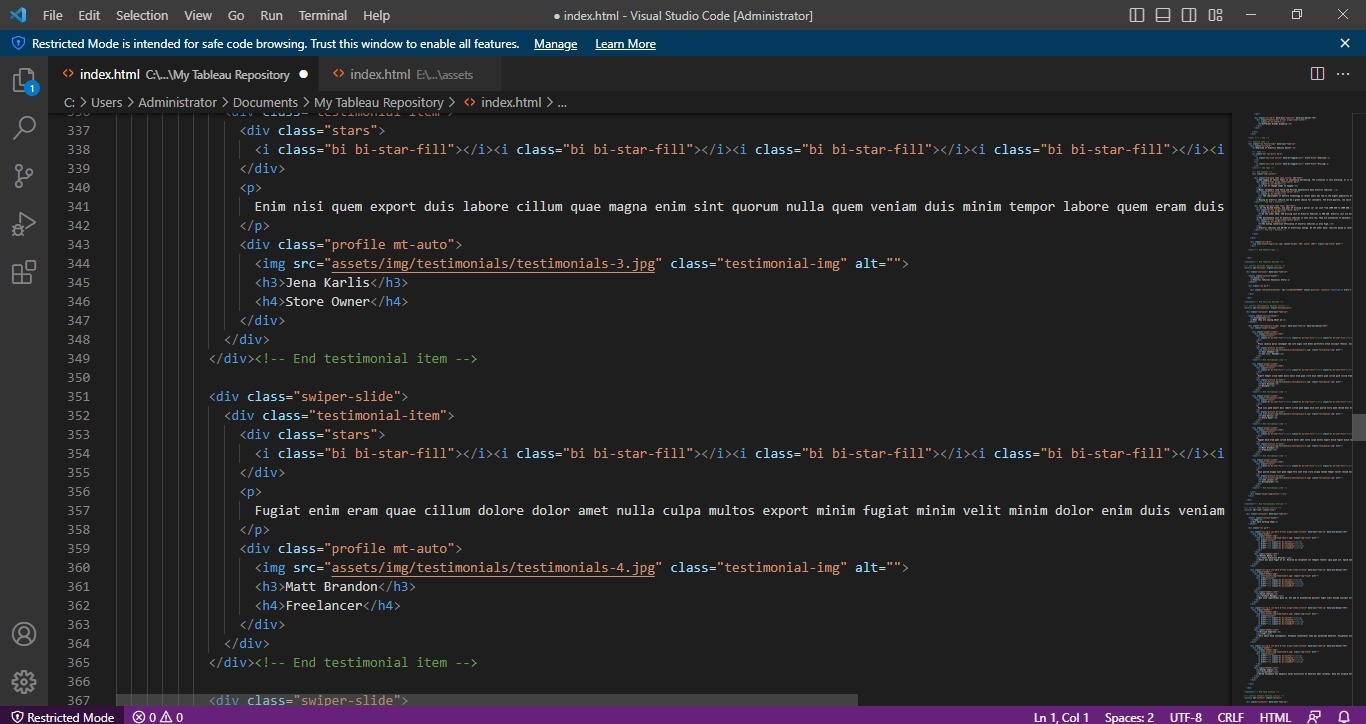 File Edit Selection View Go Run Terminal Help
● index.html - Visual Studio Code [Administrator]
Restricted Mode is intended for safe code browsing. Trust this window to enable all features. Manage Learn More
1
index.html C:\...\My Tableau Repository ●
index.html E:\...\assets
C: > Users > Administrator > Documents > My Tableau Repository > index.html > ...
336 <div class="testimonial-item">
337 <div class="stars">
338 <i class="bi bi-star-fill"></i><i class="bi bi-star-fill"></i><i class="bi bi-star-fill"></i><i class="bi bi-star-fill"></i><i
339 </div>
340 <p>
341 Enim nisi quem export duis labore cillum quae magna enim sint quorum nulla quem veniam duis minim tempor labore quem eram duis
342 </p>
343 <div class="profile mt-auto">
344 <img src="assets/img/testimonials/testimonials-3.jpg" class="testimonial-img" alt="">
345 <h3>Jena Karlis</h3>
346 <h4>Store Owner</h4>
347 </div>
348 </div>
349 </div><!-- End testimonial item -->
350
351 <div class="swiper-slide">
352 <div class="testimonial-item">
353 <div class="stars">
354 <i class="bi bi-star-fill"></i><i class="bi bi-star-fill"></i><i class="bi bi-star-fill"></i><i class="bi bi-star-fill"></i><i
355 </div>
356 <p>
357 Fugiat enim eram quae cillum dolore dolor amet nulla culpa multos export minim fugiat minim velit minim dolor enim duis veniam
358 </p>
359 <div class="profile mt-auto">
360 <img src="assets/img/testimonials/testimonials-4.jpg" class="testimonial-img" alt="">
361 <h3>Matt Brandon</h3>
362 <h4>Freelancer</h4>
363 </div>
364 </div>
365 </div><!-- End testimonial item -->
366
367 <div class="swiper-slide">
Restricted Mode 0 0 Ln 1, Col 1 Spaces: 2 UTF-8 CRLF HTML